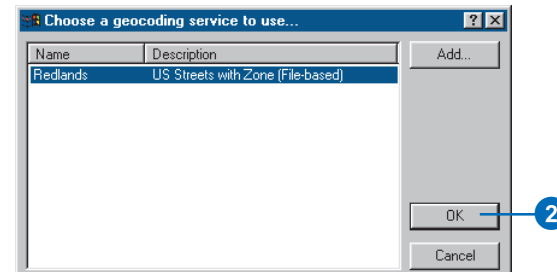 Choose a geocoding service to use...
Name Description Add...
Redlands US Streets with Zone (File-based)
OK 2
Cancel